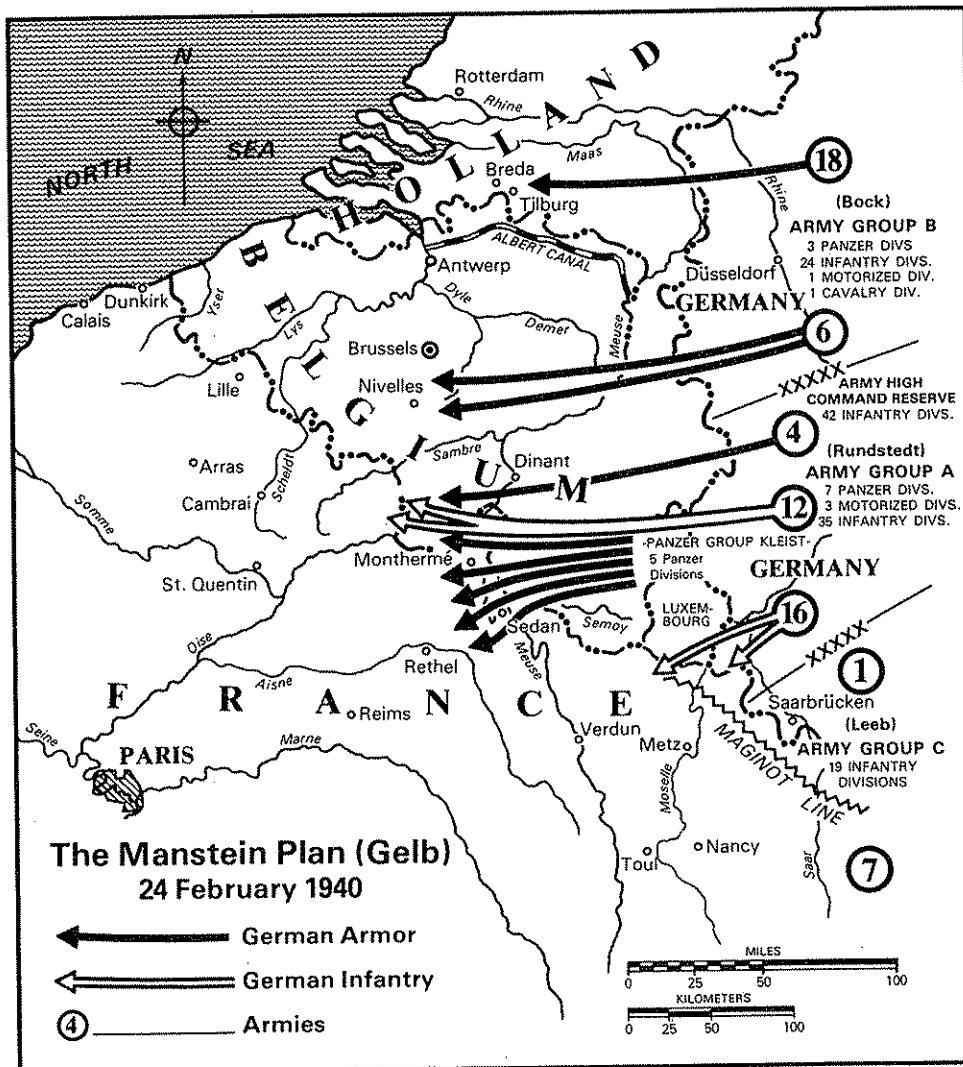 N
NORTH SEA
HOLLAND
Rotterdam
Rhine
Maas
Breda
Tilburg
18
Rhine
(Bock)
ARMY GROUP B
3 PANZER DIVS
24 INFANTRY DIVS.
1 MOTORIZED DIV.
1 CAVALRY DIV.
ALBERT CANAL
Antwerp
Düsseldorf
GERMANY
BELGIUM
Dunkirk
Calais
Yser
Lys
Dyle
Demer
Meuse
Brussels
Nivelles
Lille
6
XXXXX
ARMY HIGH
COMMAND RESERVE
42 INFANTRY DIVS.
4
(Rundstedt)
ARMY GROUP A
7 PANZER DIVS.
3 MOTORIZED DIVS.
35 INFANTRY DIVS.
Arras
Cambrai
Scheldt
Sambre
Dinant
12
Somme
St. Quentin
Monthermé
-PANZER GROUP KLEIST-
5 Panzer
Divisions
GERMANY
LUXEM-
BOURG
16
Sedan
Semoy
XXXXX
Oise
Meuse
Rethel
Aisne
1
FRANCE
Saarbrücken
Reims
(Leeb)
ARMY GROUP C
19 INFANTRY
DIVISIONS
Seine
PARIS
Marne
Verdun
Metz
MAGINOT LINE
Moselle
Toul
Nancy
Saar
7
The Manstein Plan (Gelb)
24 February 1940
German Armor
German Infantry
4 Armies
MILES
0 25 50 100
KILOMETERS
0 25 50 100